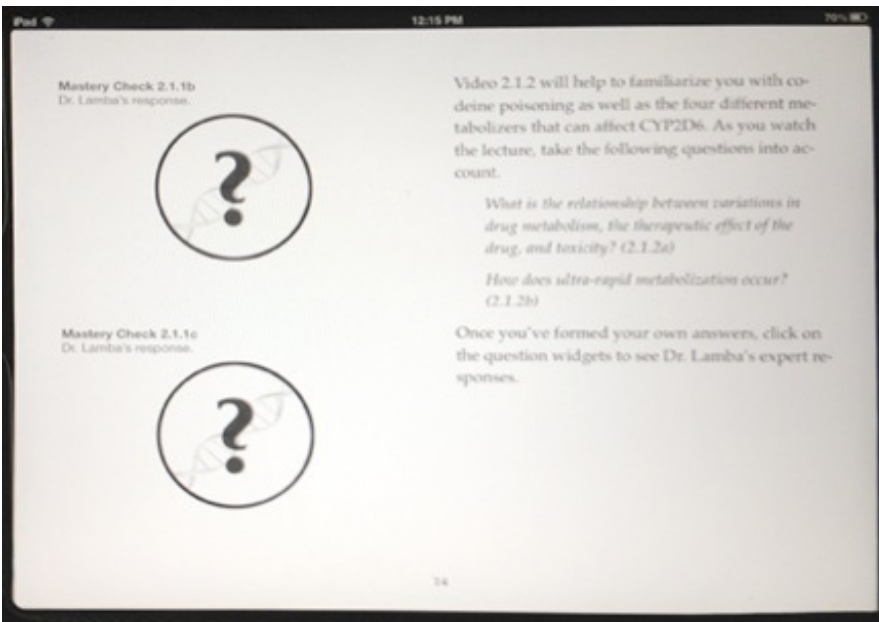 iPad
12:15 PM
70%
Mastery Check 2.1.1b
Dr. Lamba's response.
?
Mastery Check 2.1.1c
Dr. Lamba's response.
?
Video 2.1.2 will help to familiarize you with co-
deine poisoning as well as the four different me-
tabolizers that can affect CYP2D6. As you watch
the lecture, take the following questions into ac-
count.
What is the relationship between variations in
drug metabolism, the therapeutic effect of the
drug, and toxicity? (2.1.2a)
How does ultra-rapid metabolization occur?
(2.1.2b)
Once you've formed your own answers, click on
the question widgets to see Dr. Lamba's expert re-
sponses.